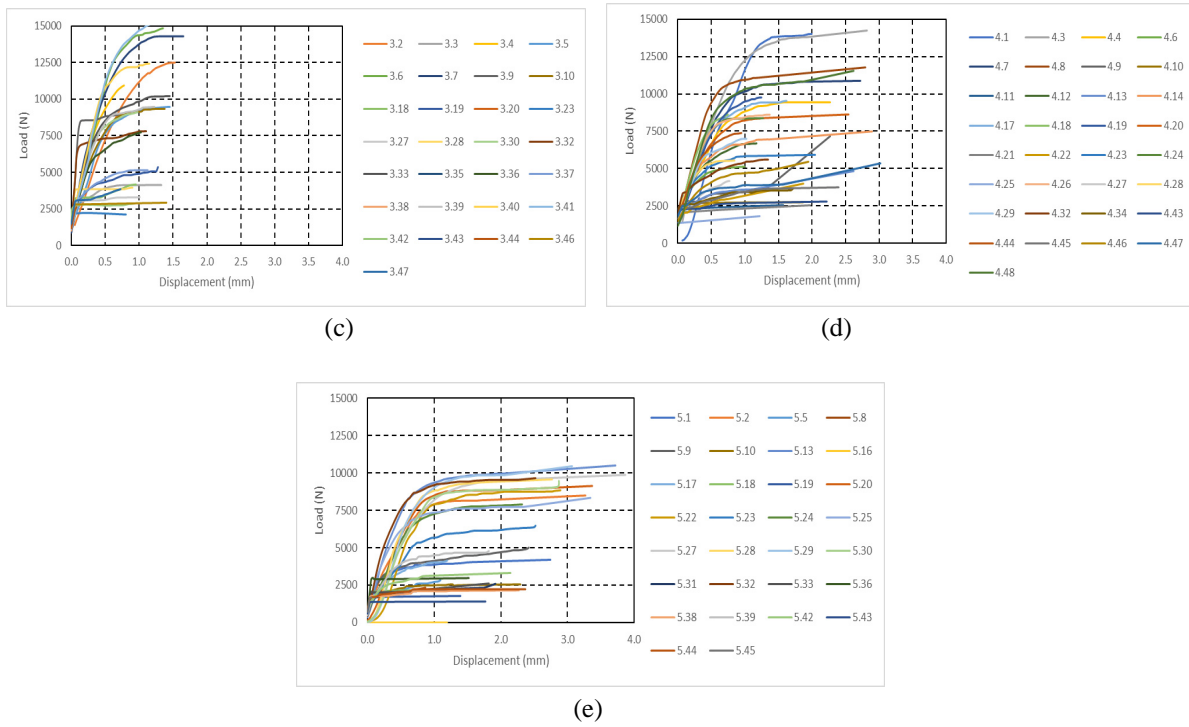 15000
12500
10000
7500
5000
2500
0
Load (N)
0.0 0.5 1.0 1.5 2.0 2.5 3.0 3.5 4.0
Displacement (mm)
3.2 3.3 3.4 3.5
3.6 3.7 3.9 3.10
3.18 3.19 3.20 3.23
3.27 3.28 3.30 3.32
3.33 3.35 3.36 3.37
3.38 3.39 3.40 3.41
3.42 3.43 3.44 3.46
3.47
(c)
15000
12500
10000
7500
5000
2500
0
Load (N)
0.0 0.5 1.0 1.5 2.0 2.5 3.0 3.5 4.0
Displacement (mm)
4.1 4.3 4.4 4.6
4.7 4.8 4.9 4.10
4.11 4.12 4.13 4.14
4.17 4.18 4.19 4.20
4.21 4.22 4.23 4.24
4.25 4.26 4.27 4.28
4.29 4.32 4.34 4.43
4.44 4.45 4.46 4.47
4.48
(d)
15000
12500
10000
7500
5000
2500
0
Load (N)
0.0 1.0 2.0 3.0 4.0
Displacement (mm)
5.1 5.2 5.5 5.8
5.9 5.10 5.13 5.16
5.17 5.18 5.19 5.20
5.22 5.23 5.24 5.25
5.27 5.28 5.29 5.30
5.31 5.32 5.33 5.36
5.38 5.39 5.42 5.43
5.44 5.45
(e)